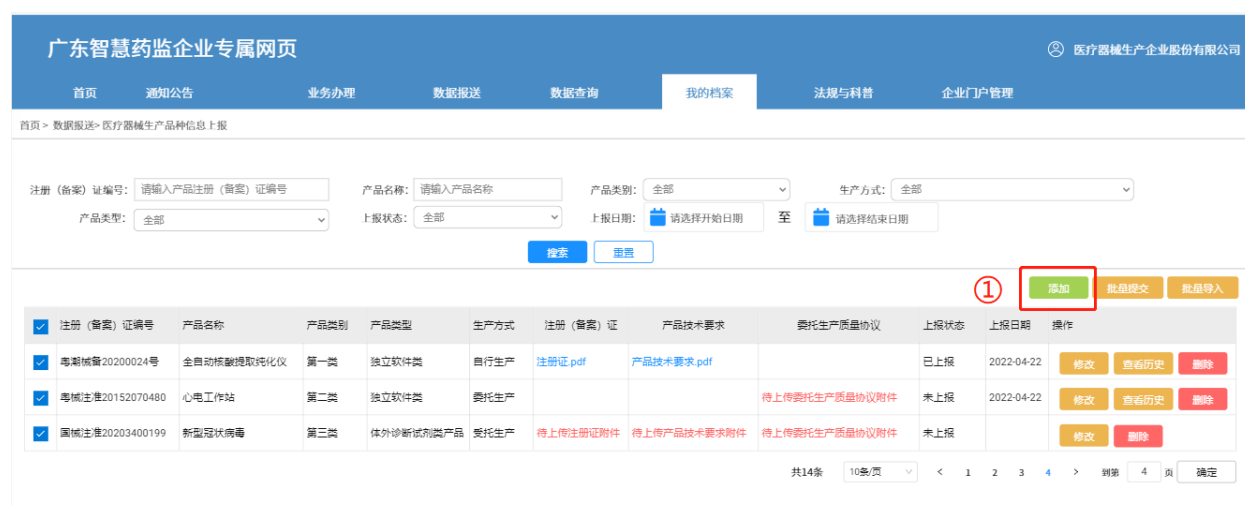 广东智慧药监企业专属网页
医疗器械生产企业股份有限公司
首页 通知公告 业务办理 数据报送 数据查询 我的档案 法规与科普 企业门户管理
首页 > 数据报送> 医疗器械生产品种信息上报
注册（备案）证编号： 请输入产品注册（备案）证编号 产品名称： 请输入产品名称 产品类别： 全部 生产方式： 全部
产品类型： 全部 上报状态： 全部 上报日期： 请选择开始日期 至 请选择结束日期
搜索 重置
① 添加 批量提交 批量导入
注册（备案）证编号 产品名称 产品类别 产品类型 生产方式 注册（备案）证 产品技术要求 委托生产质量协议 上报状态 上报日期 操作
粤潮械备20200024号 全自动核酸提取纯化仪 第一类 独立软件类 自行生产 注册证.pdf 产品技术要求.pdf 已上报 2022-04-22 修改 查看历史 删除
粤械注准20152070480 心电工作站 第二类 独立软件类 委托生产 待上传委托生产质量协议附件 未上报 2022-04-22 修改 查看历史 删除
国械注准20203400199 新型冠状病毒 第三类 体外诊断试剂类产品 受托生产 待上传注册证附件 待上传产品技术要求附件 待上传委托生产质量协议附件 未上报 修改 删除
共14条 10条/页 < 1 2 3 4 > 到第 4 页 确定